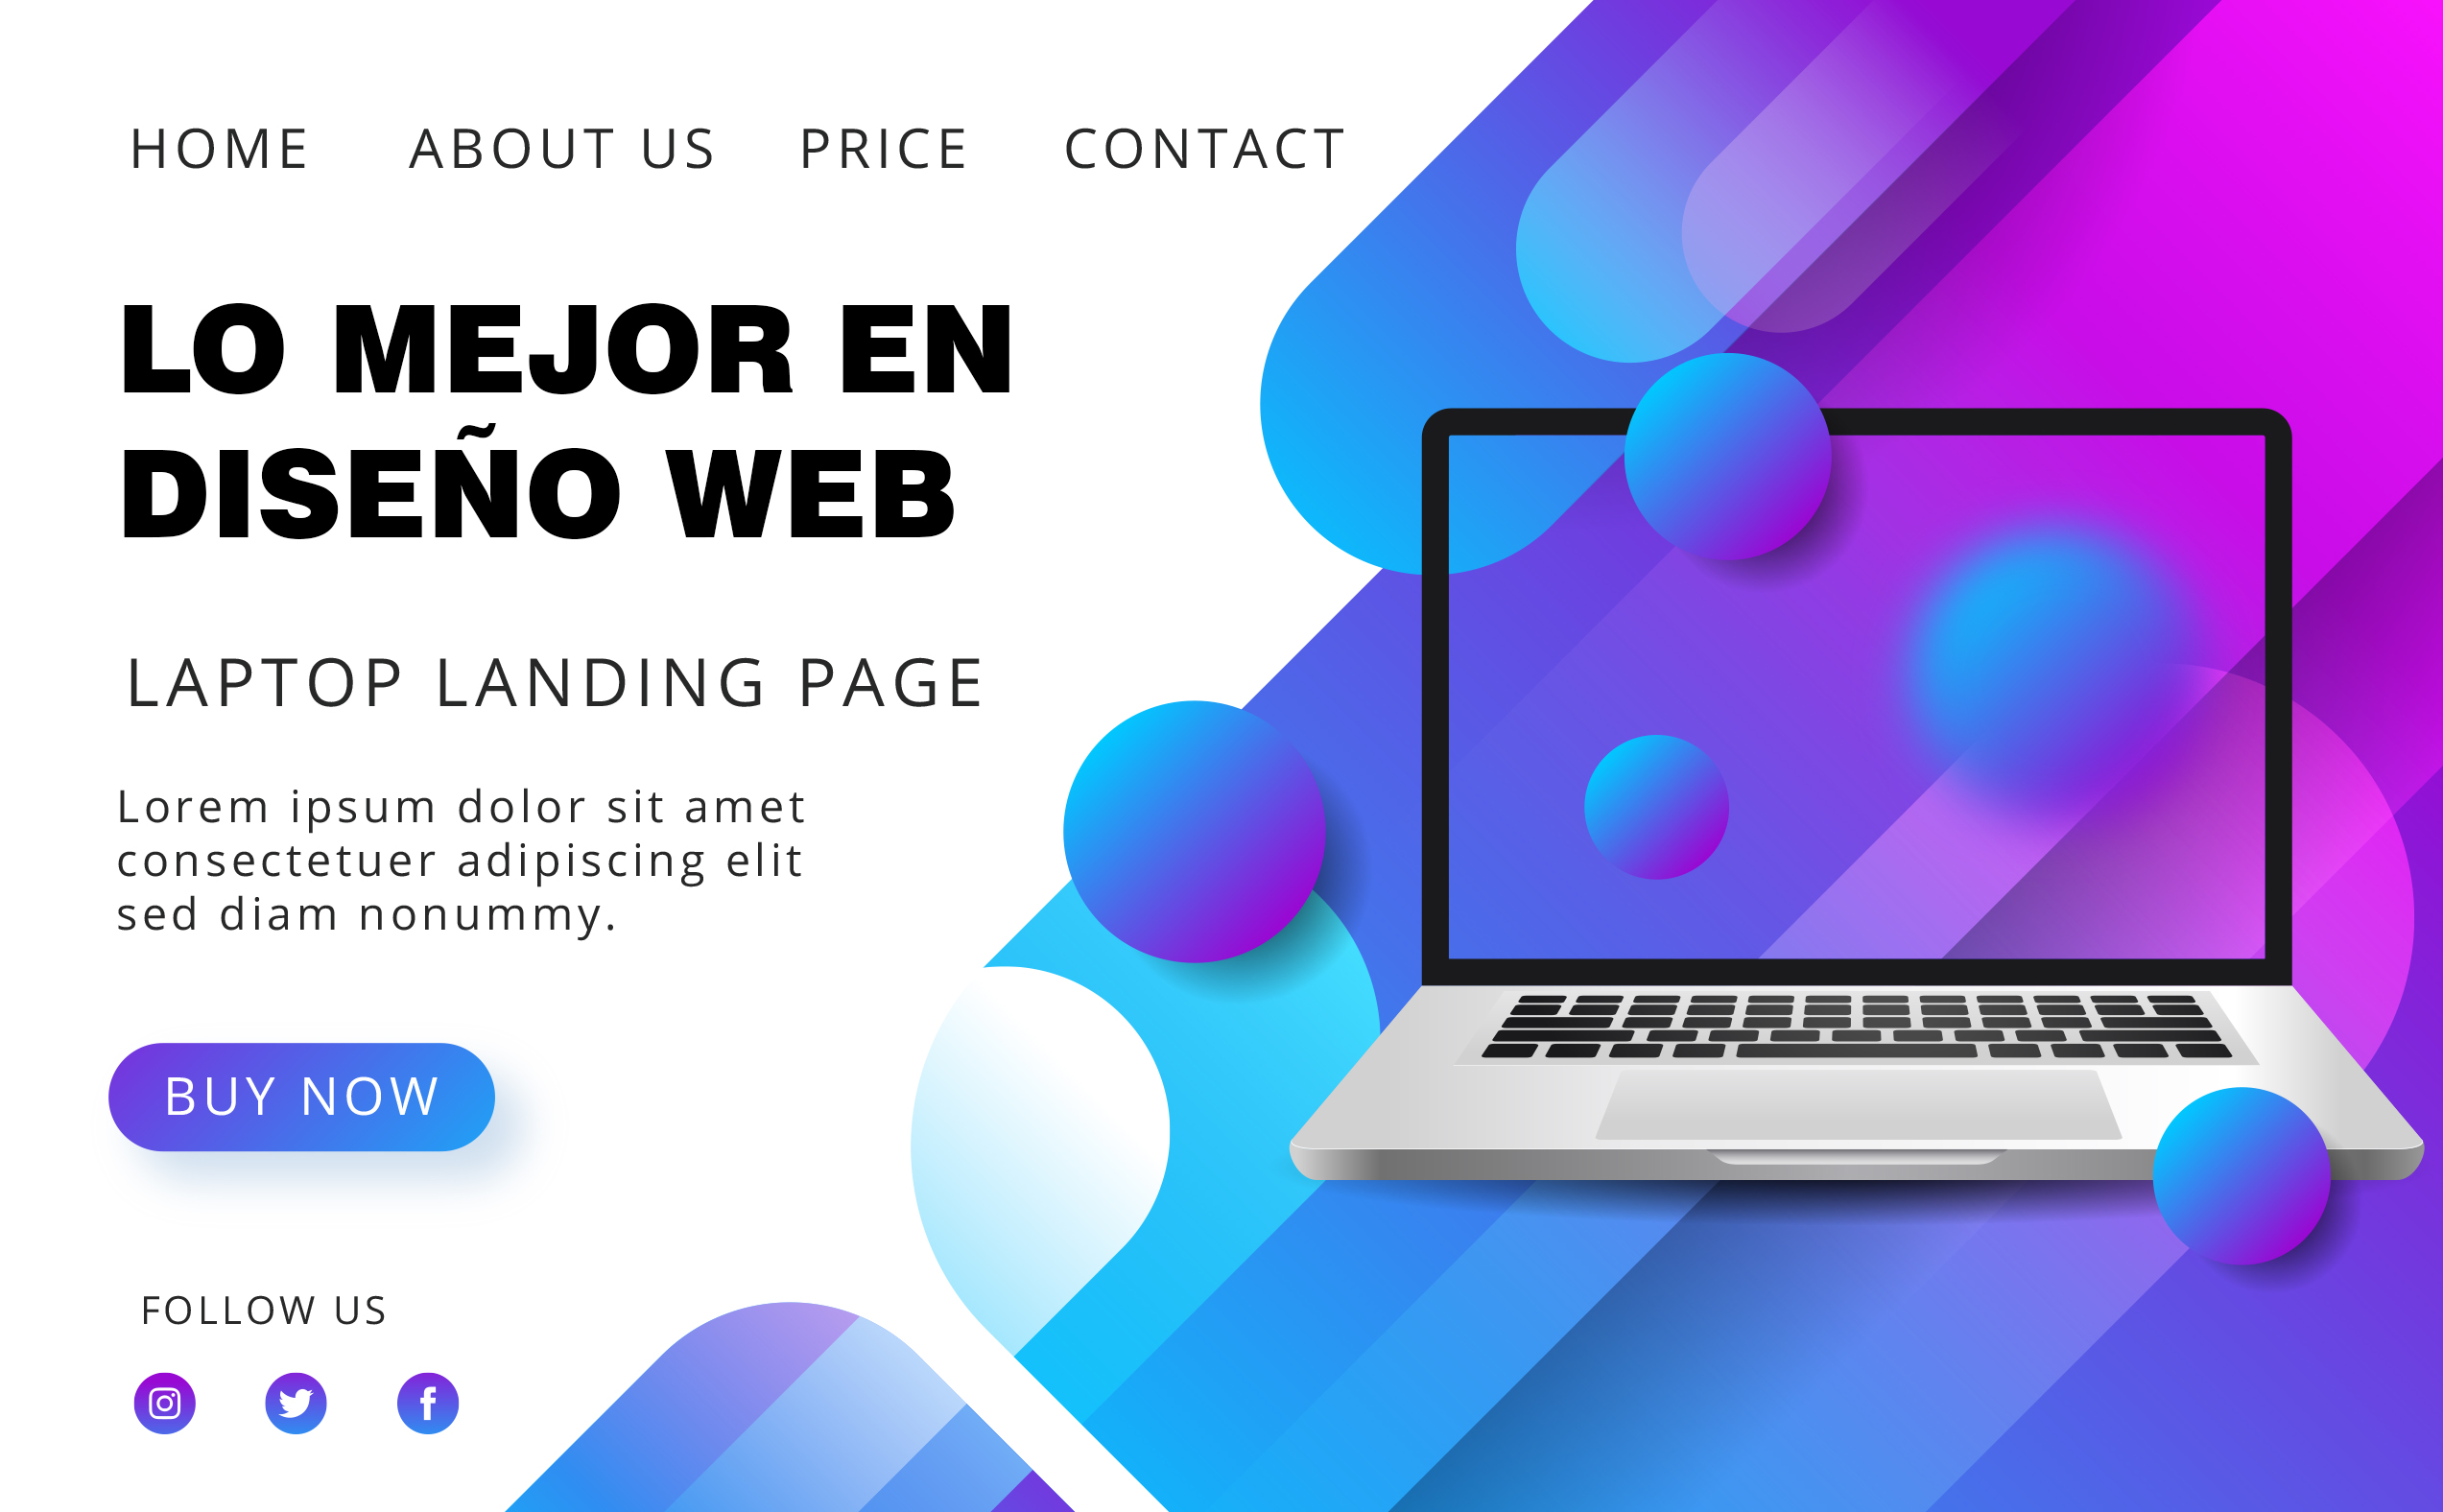 HOME ABOUT US PRICE CONTACT
LO MEJOR EN
DISEÑO WEB
LAPTOP LANDING PAGE
Lorem ipsum dolor sit amet
consectetuer adipiscing elit
sed diam nonummy.
BUY NOW
FOLLOW US